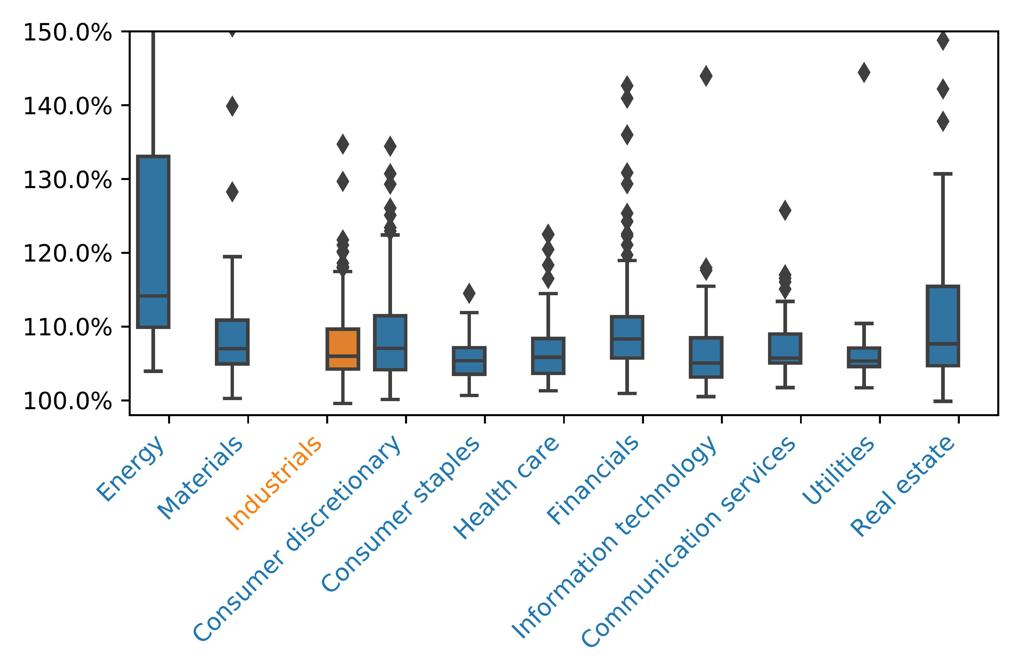 150.0%
140.0%
130.0%
120.0%
110.0%
100.0%
Energy
Materials
Industrials
Consumer discretionary
Consumer staples
Health care
Financials
Information technology
Communication services
Utilities
Real estate